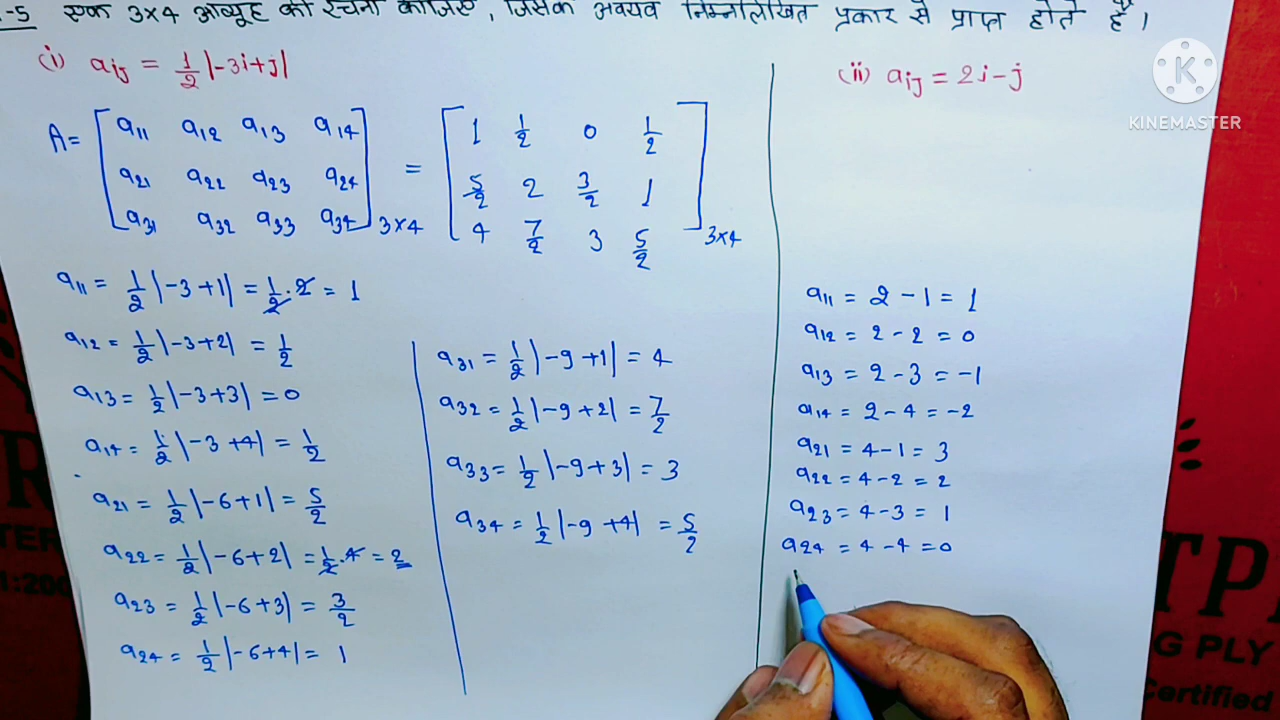 -5 एक 3×4 आव्यूह की रचना कीजिए, जिसके अवयव निम्नलिखित प्रकार से प्राप्त होते हैं।
(i) aij = 1/2 |-3i+j|
A = [a11 a12 a13 a14
a21 a22 a23 a24
a31 a32 a33 a34]3×4
= [1 1/2 0 1/2
5/2 2 3/2 1
4 7/2 3 5/2]3×4
a11 = 1/2 |-3+1| = 1/2 · 2 = 1
a12 = 1/2 |-3+2| = 1/2
a13 = 1/2 |-3+3| = 0
a14 = 1/2 |-3+4| = 1/2
a21 = 1/2 |-6+1| = 5/2
a22 = 1/2 |-6+2| = 1/2 · 4 = 2
a23 = 1/2 |-6+3| = 3/2
a24 = 1/2 |-6+4| = 1
a31 = 1/2 |-9+1| = 4
a32 = 1/2 |-9+2| = 7/2
a33 = 1/2 |-9+3| = 3
a34 = 1/2 |-9+4| = 5/2
(ii) aij = 2i-j
a11 = 2-1 = 1
a12 = 2-2 = 0
a13 = 2-3 = -1
a14 = 2-4 = -2
a21 = 4-1 = 3
a22 = 4-2 = 2
a23 = 4-3 = 1
a24 = 4-4 = 0
K
KINEMASTER
TP
G PLY
Certified